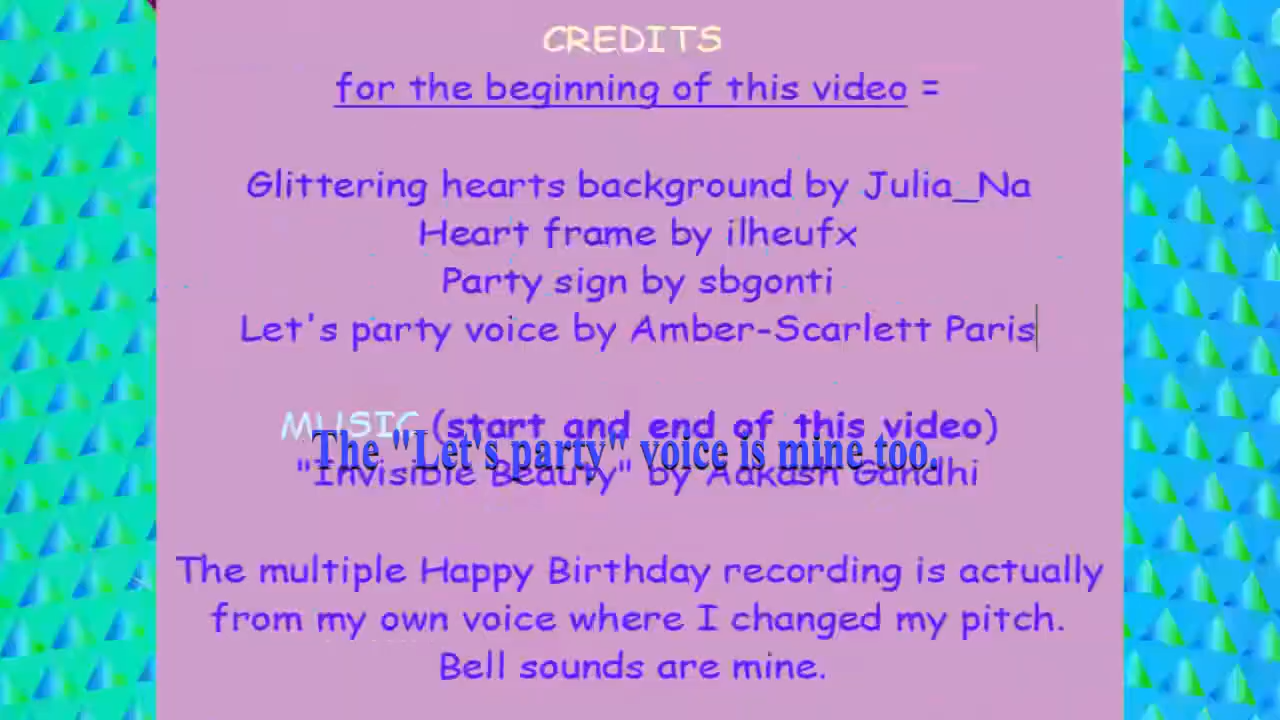 CREDITS
for the beginning of this video =
Glittering hearts background by Julia_Na
Heart frame by ilheufx
Party sign by sbgonti
Let's party voice by Amber-Scarlett Paris
MUSIC (start and end of this video)
The "Let's party" voice is mine too.
"Invisible Beauty" by Aakash Gandhi
The multiple Happy Birthday recording is actually
from my own voice where I changed my pitch.
Bell sounds are mine.